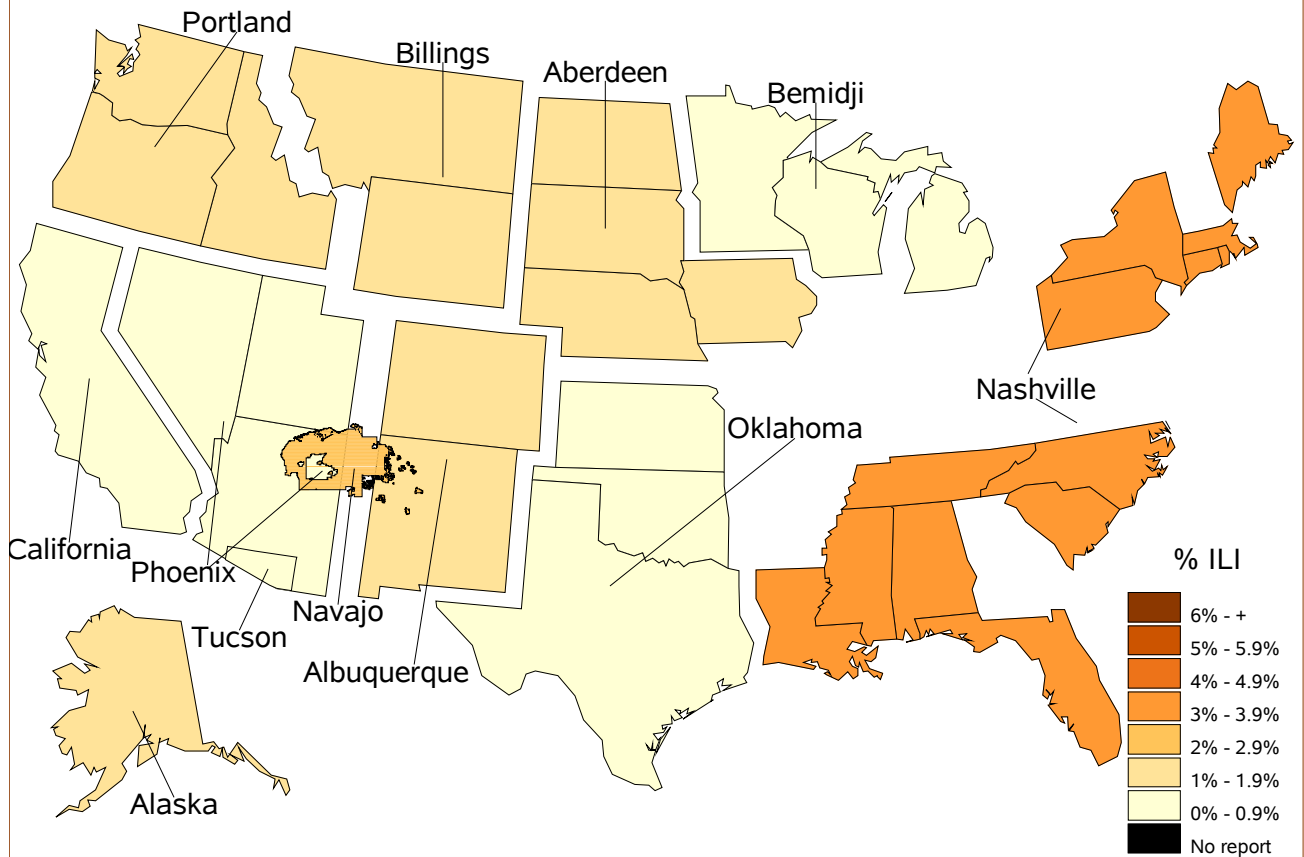 Portland
Billings
Aberdeen
Bemidji
Nashville
Oklahoma
California
Phoenix
Navajo
Tucson
Albuquerque
Alaska
% ILI
6% - +
5% - 5.9%
4% - 4.9%
3% - 3.9%
2% - 2.9%
1% - 1.9%
0% - 0.9%
No report